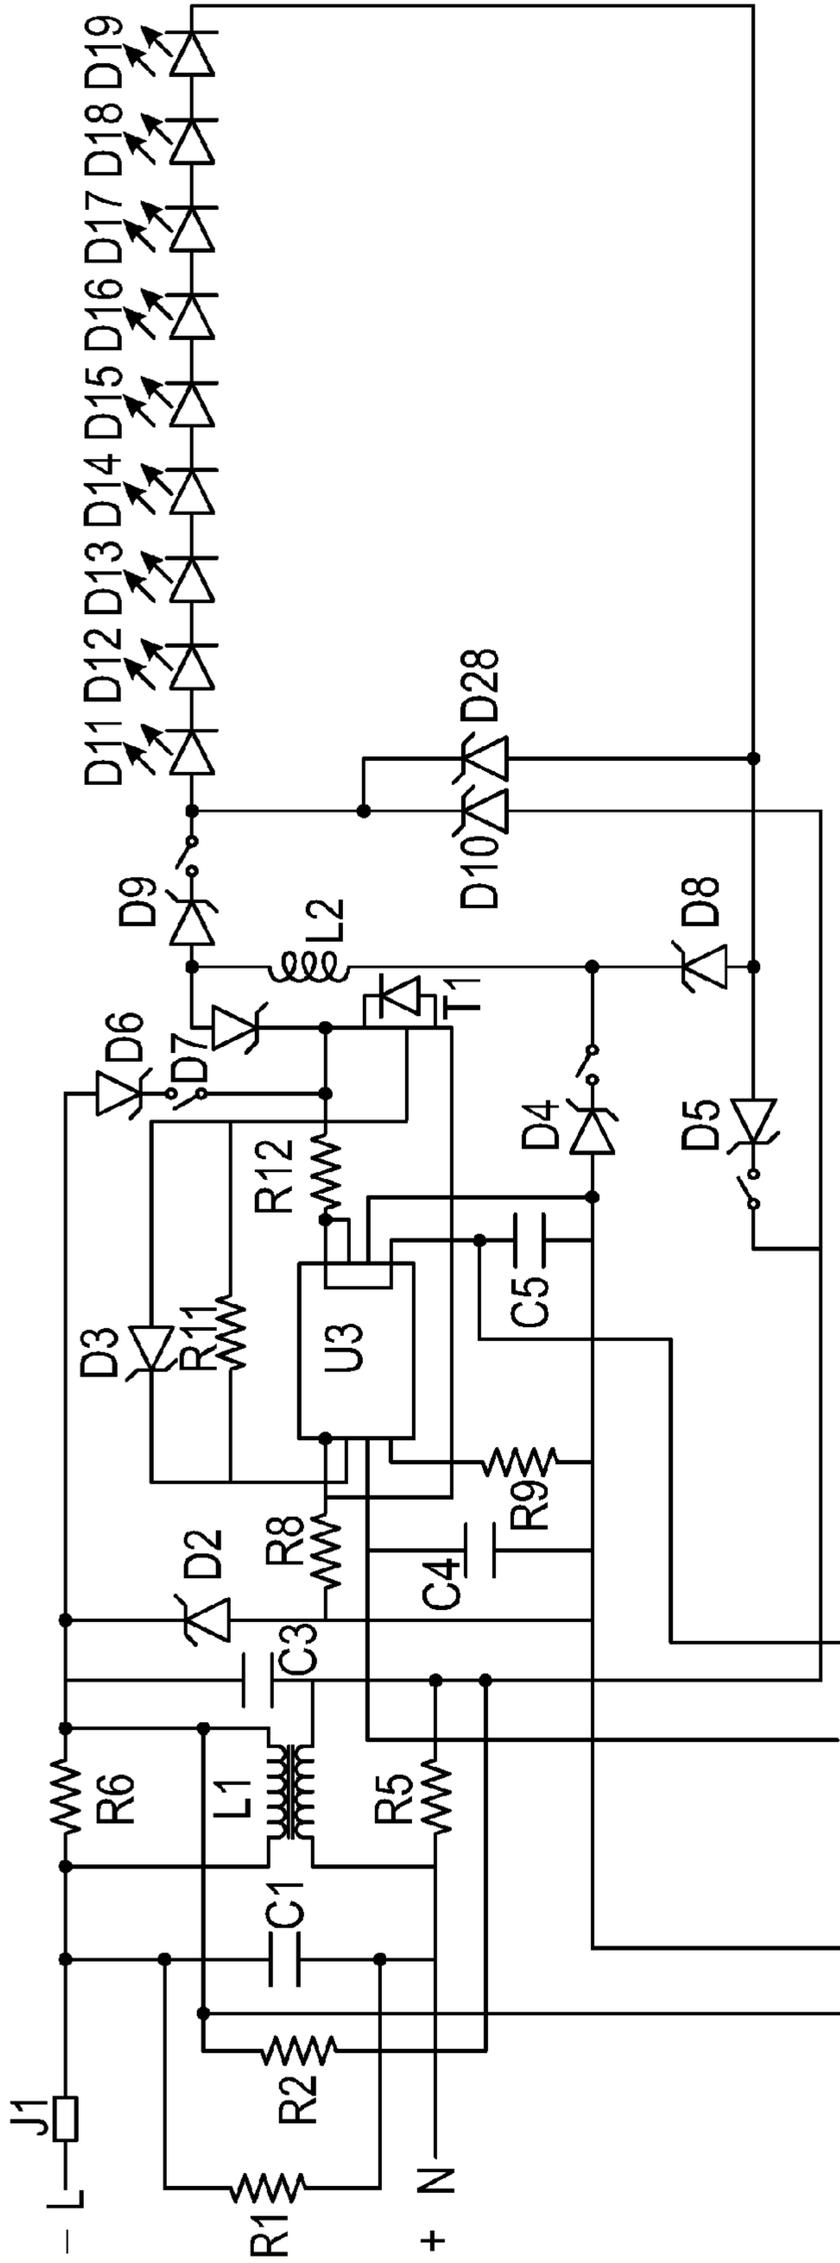 D11 D12 D13 D14 D15 D16 D17 D18 D19
D9
D6
D7
L2
D10 D28
D8
T1
D3
R11
R12
D4
D5
U3
C5
D2
R8
R9
C4
C3
R6
L1
R5
C1
J1
R2
R1
– L
+ N